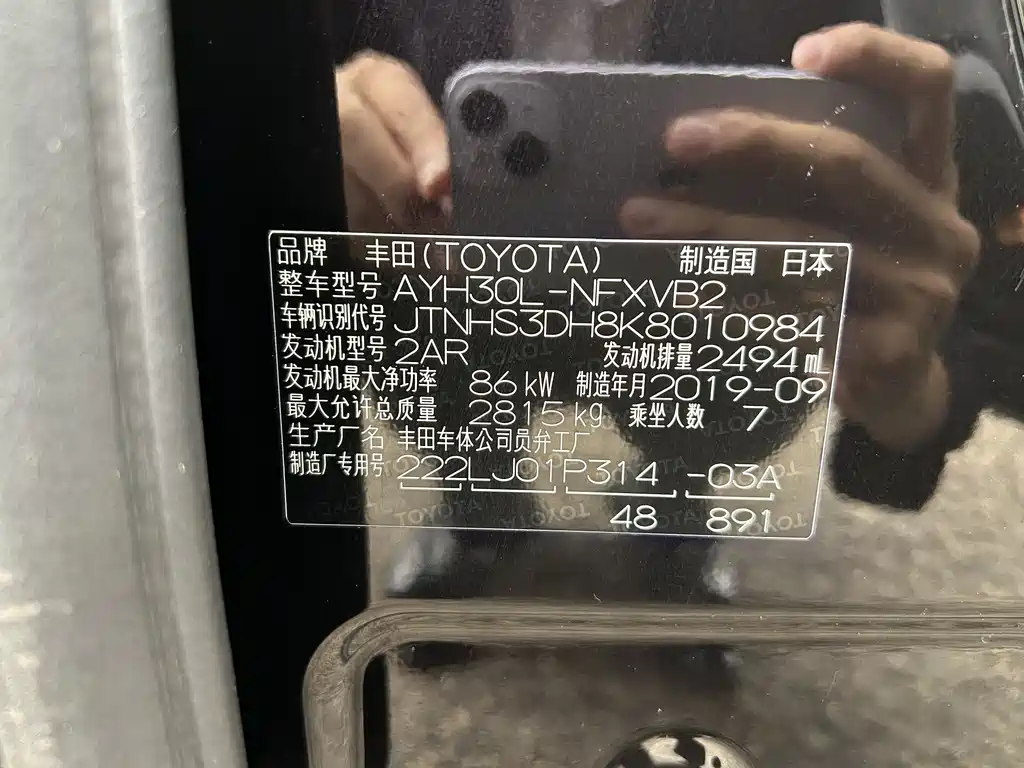 品牌 丰田(TOYOTA) 制造国 日本
整车型号 AYH30L-NFXVB2
车辆识别代号 JTNHS3DH8K8010984
发动机型号 2AR 发动机排量 2494 mL
发动机最大净功率 86 kW 制造年月 2019-09
最大允许总质量 2815 kg 乘坐人数 7
生产厂名 丰田车体公司员弁工厂
制造厂专用号 222LJ01P314 -03A
48 891